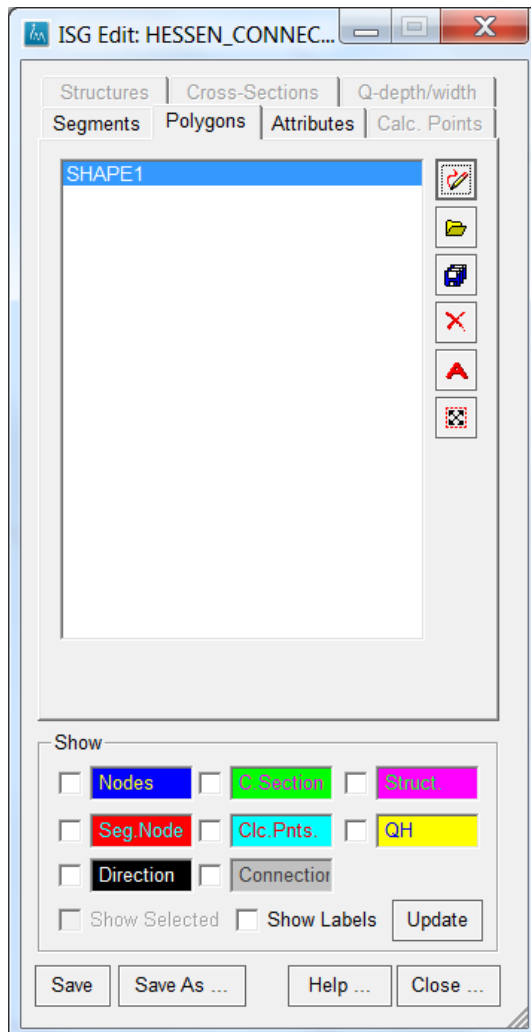 ISG Edit: HESSEN_CONNEC...
Structures Cross-Sections Q-depth/width
Segments Polygons Attributes Calc. Points
SHAPE1
Show
Nodes C.Section Struct.
Seg.Node Clc.Pnts. QH
Direction Connection
Show Selected Show Labels Update
Save Save As ... Help ... Close ...